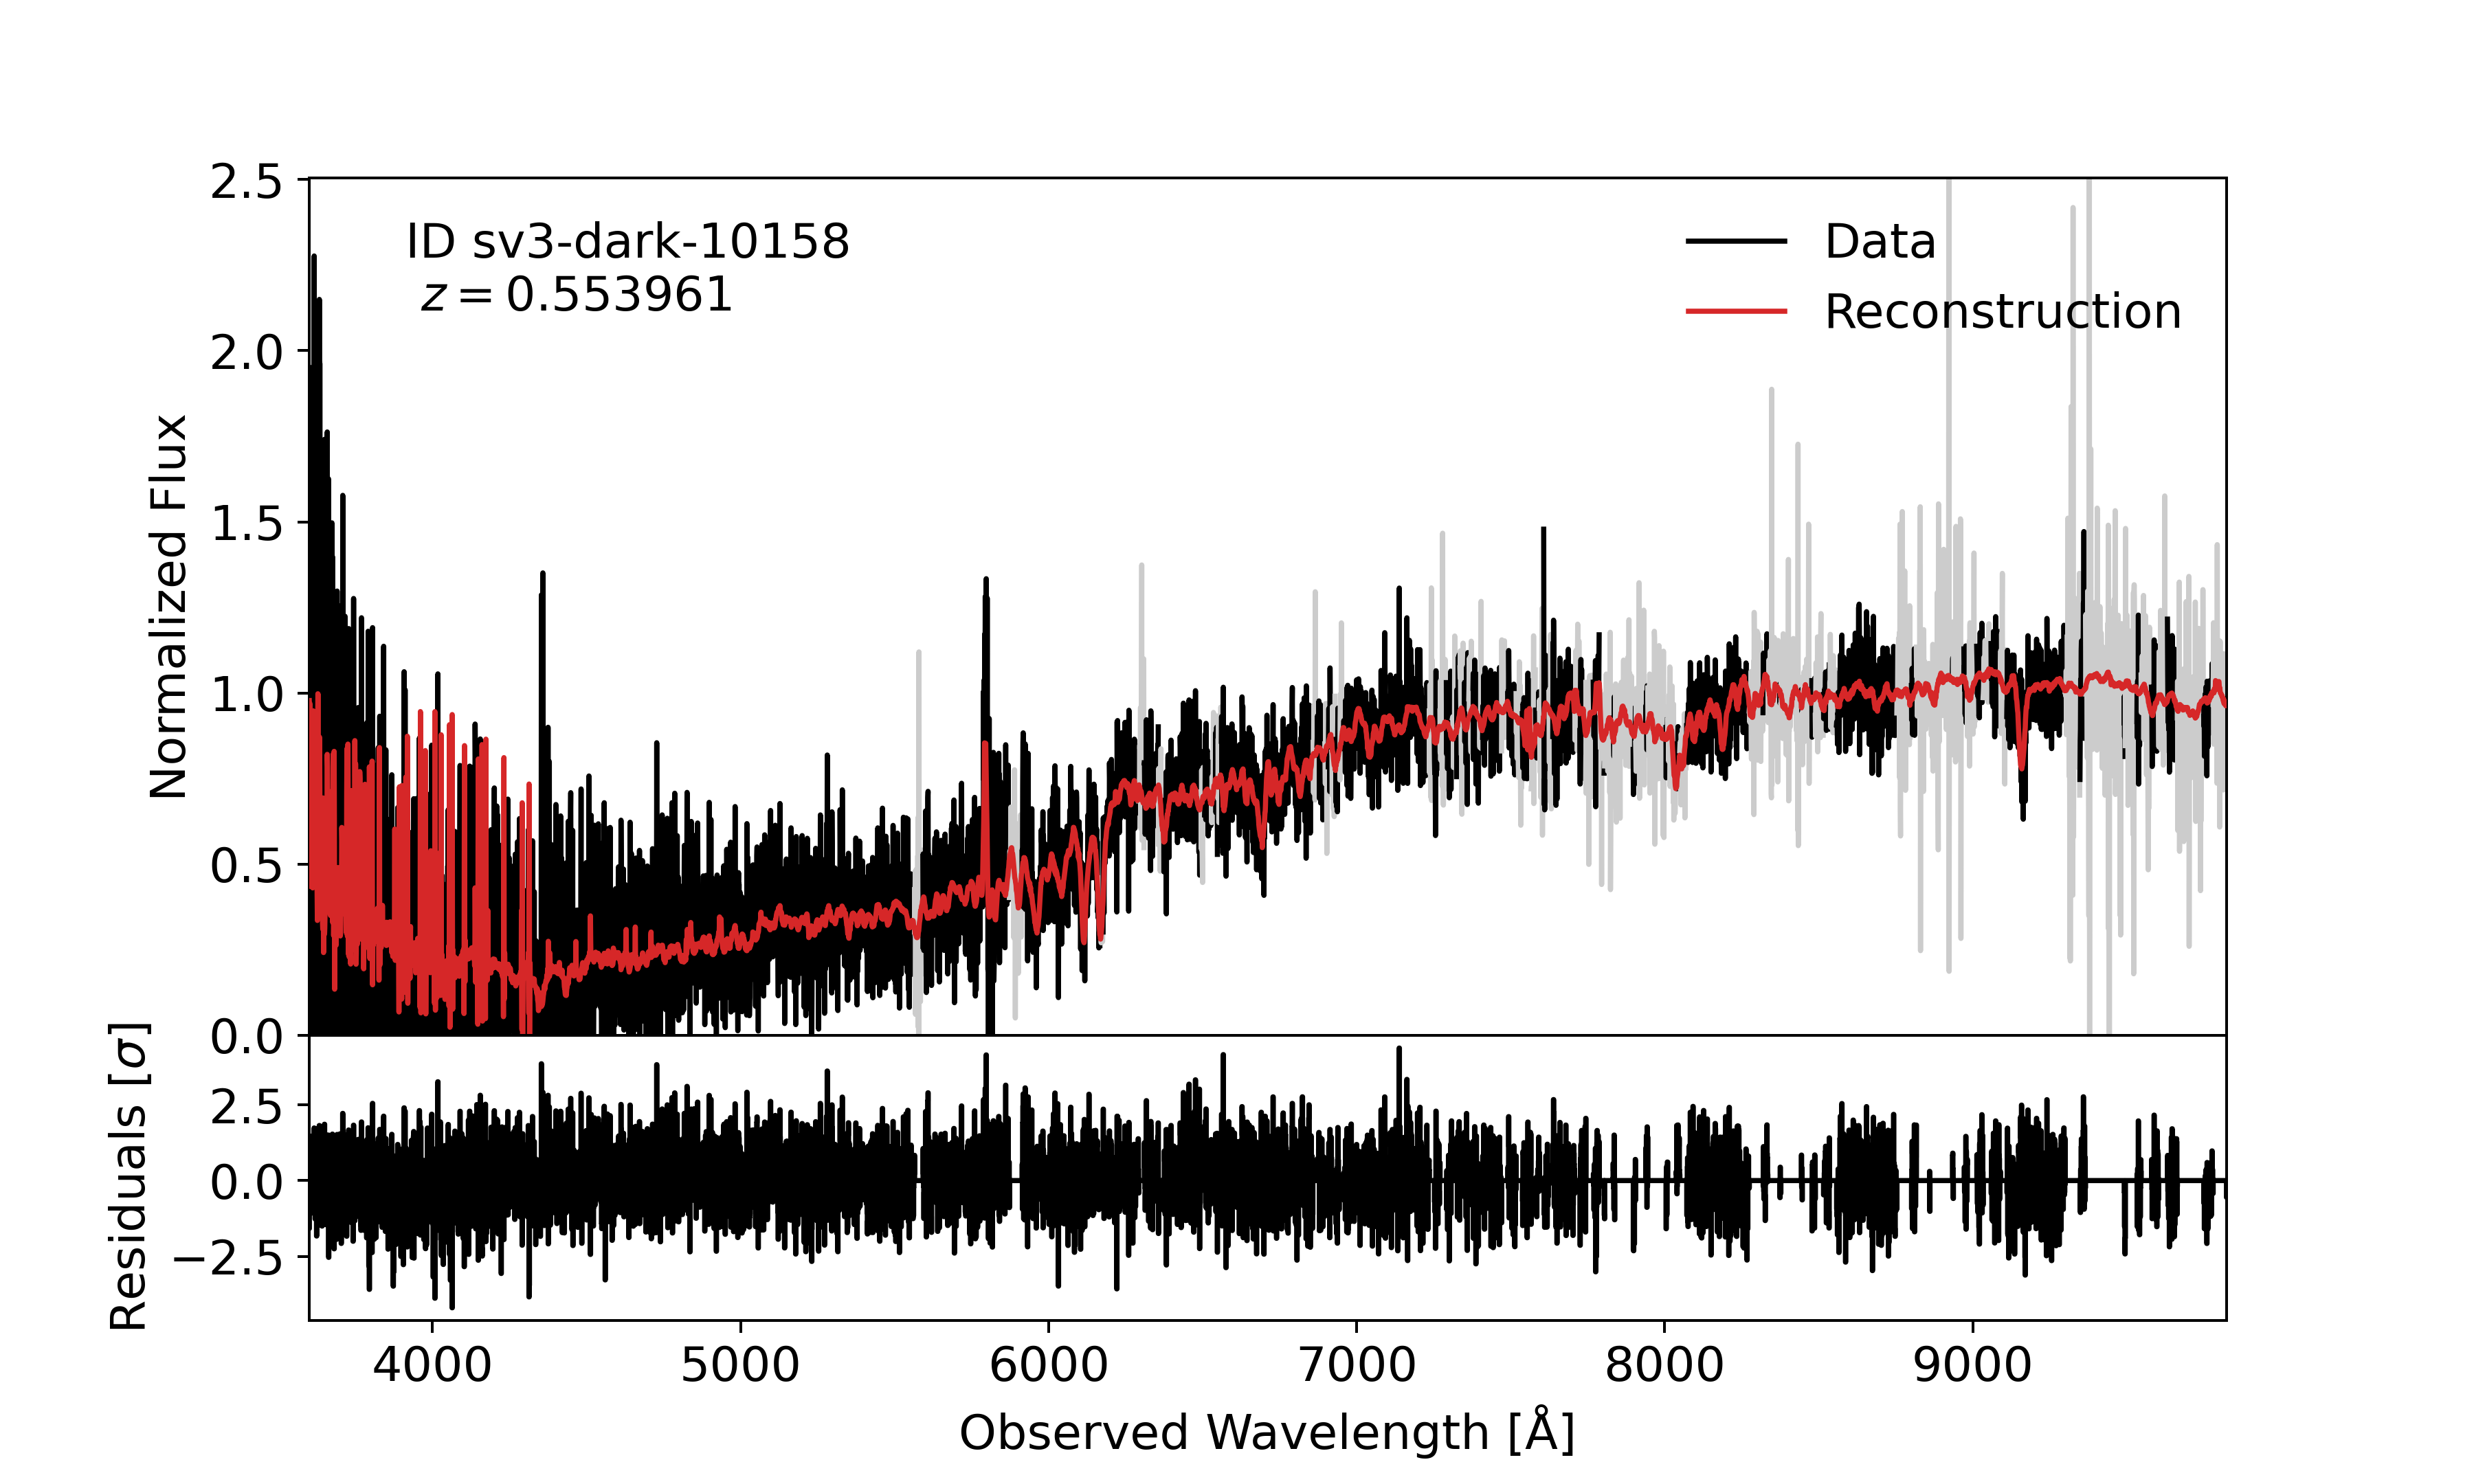 ID sv3-dark-10158
z = 0.553961
Data
Reconstruction
Normalized Flux
2.5
2.0
1.5
1.0
0.5
0.0
Residuals [σ]
2.5
0.0
−2.5
4000 5000 6000 7000 8000 9000
Observed Wavelength [Å]